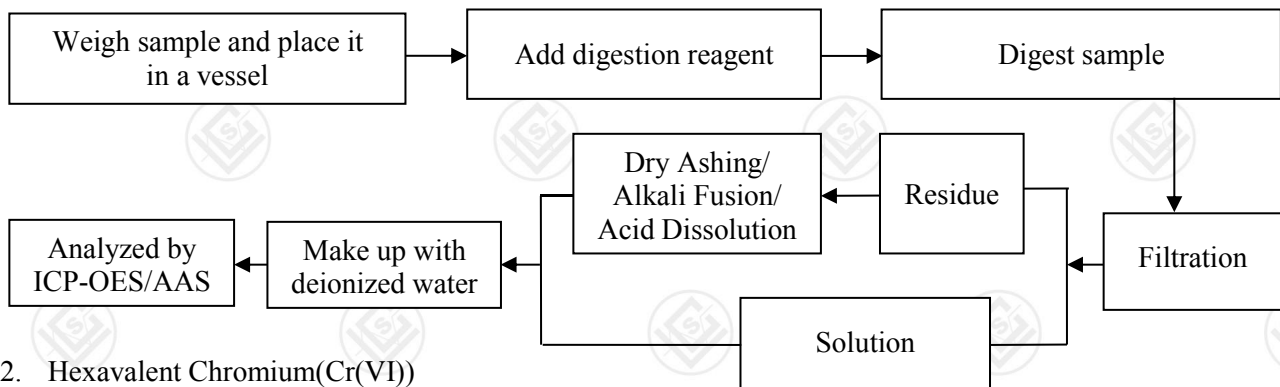 Weigh sample and place it
in a vessel
Add digestion reagent
Digest sample
Filtration
Residue
Dry Ashing/
Alkali Fusion/
Acid Dissolution
Solution
Make up with
deionized water
Analyzed by
ICP-OES/AAS
2. Hexavalent Chromium(Cr(VI))